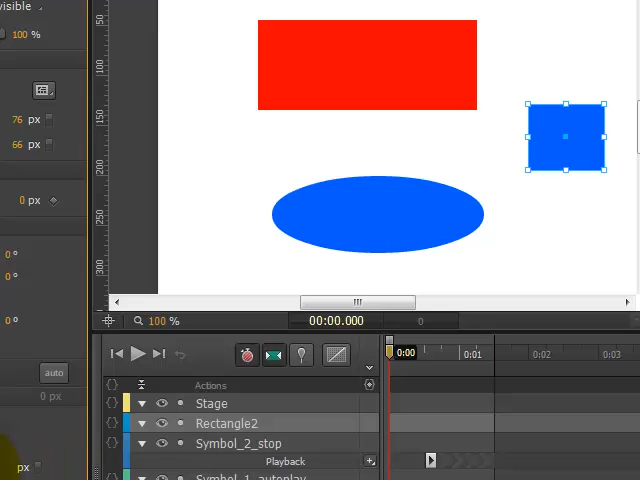 visible
100 %
76 px
66 px
0 px
0°
0°
0°
auto
0 px
px
50
100
150
200
250
300
100 %
00:00.000
0
0:00
0:01
0:02
0:03
Actions
Stage
Rectangle2
Symbol_2_stop
Playback
Symbol_1_autoplay